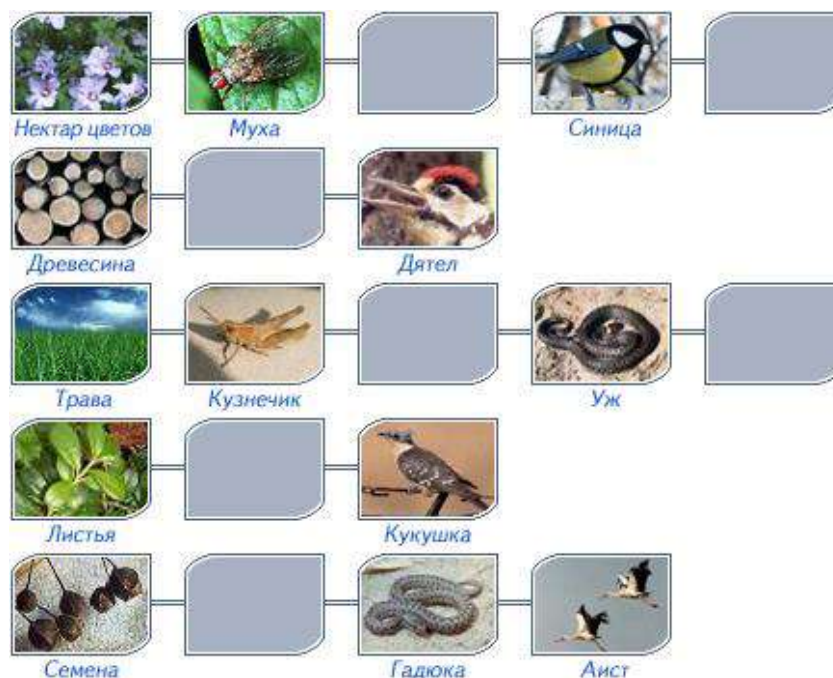 Нектар цветов Муха Синица
Древесина Дятел
Трава Кузнечик Уж
Листья Кукушка
Семена Гадюка Аист